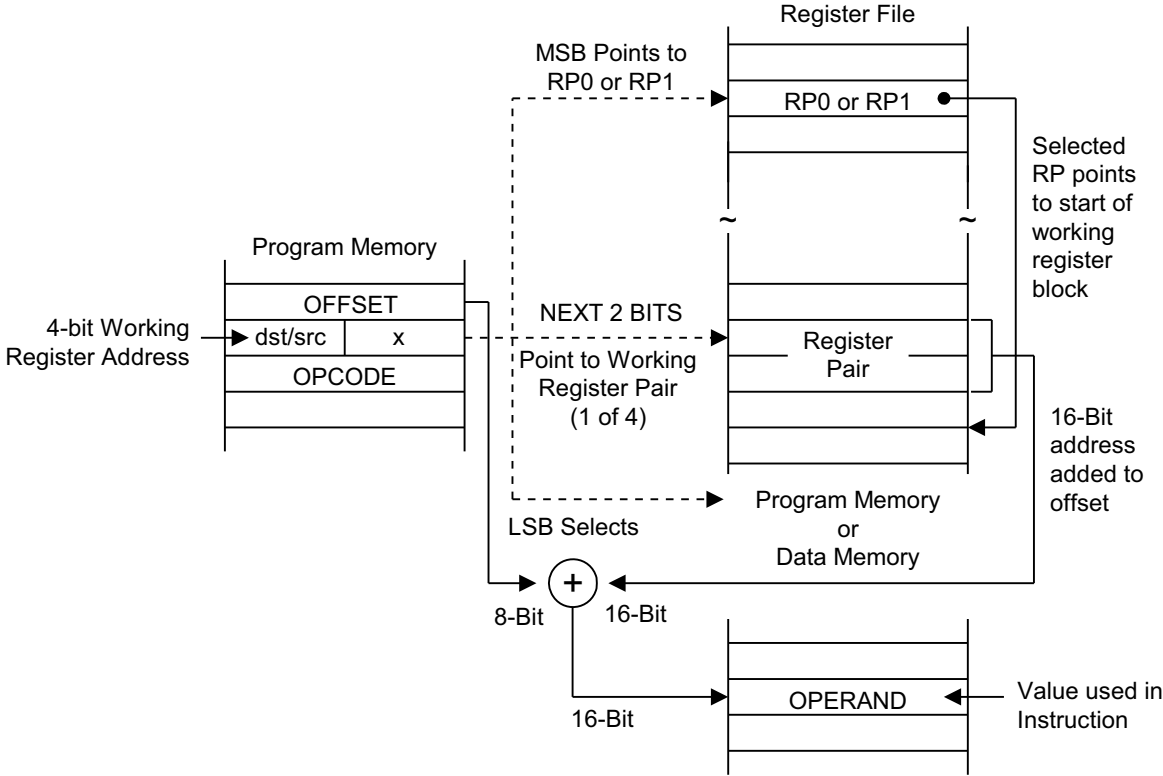 Register File
MSB Points to
RP0 or RP1
RP0 or RP1
Selected
RP points
to start of
working
register
block
~ ~
Program Memory
OFFSET
4-bit Working
Register Address
dst/src x
OPCODE
NEXT 2 BITS
Point to Working
Register Pair
(1 of 4)
Register
Pair
16-Bit
address
added to
offset
LSB Selects
Program Memory
or
Data Memory
+
8-Bit 16-Bit
16-Bit
OPERAND
Value used in
Instruction